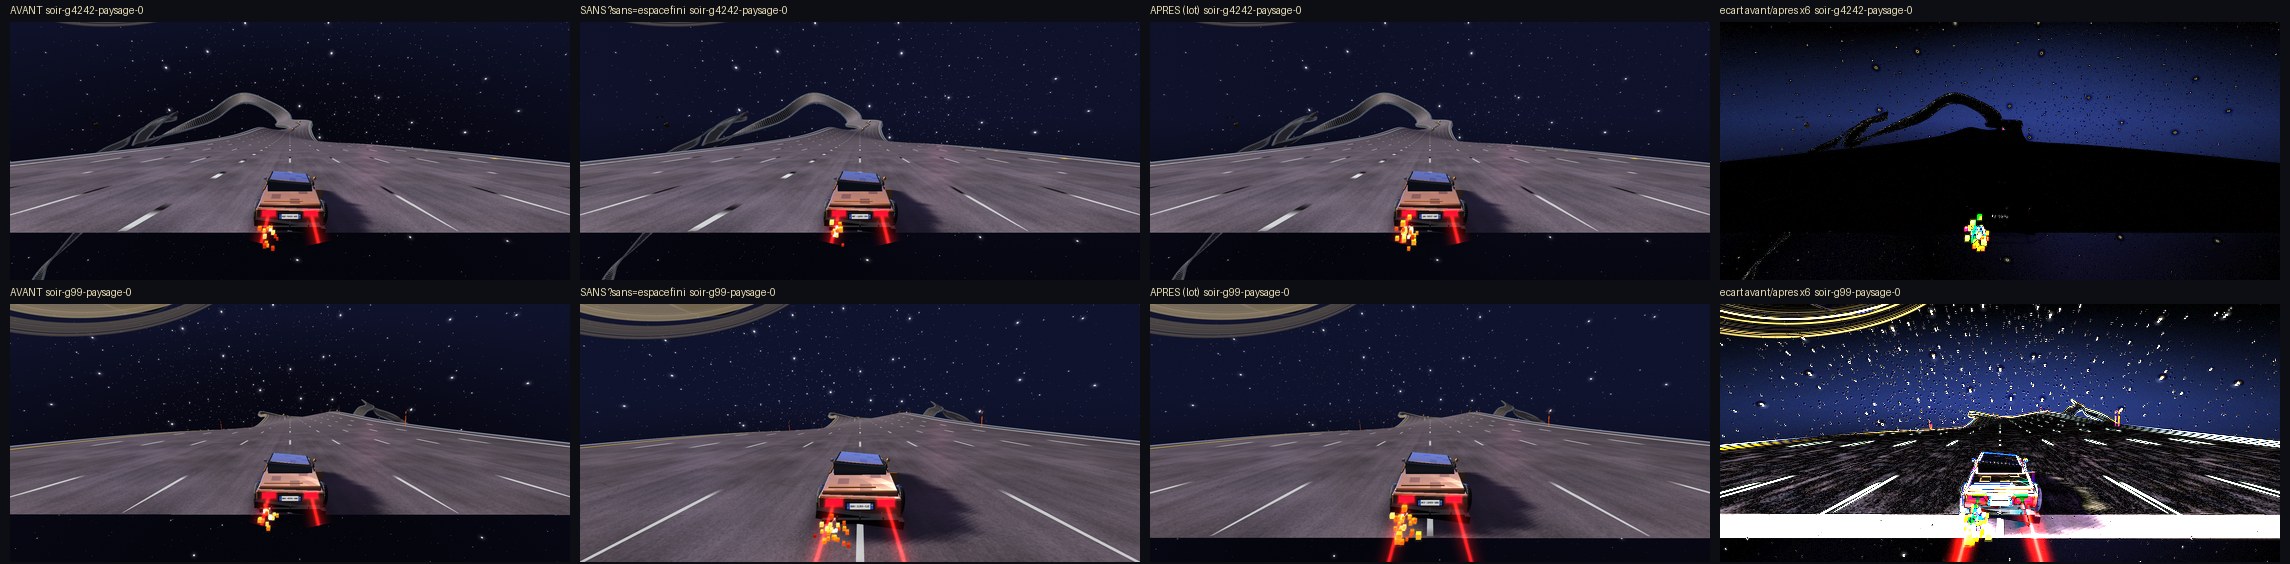 AVANT soir-g4242-paysage-0
SANS ?sans=espacefini soir-g4242-paysage-0
APRES (lot) soir-g4242-paysage-0
ecart avant/apres x6 soir-g4242-paysage-0
AVANT soir-g99-paysage-0
SANS ?sans=espacefini soir-g99-paysage-0
APRES (lot) soir-g99-paysage-0
ecart avant/apres x6 soir-g99-paysage-0